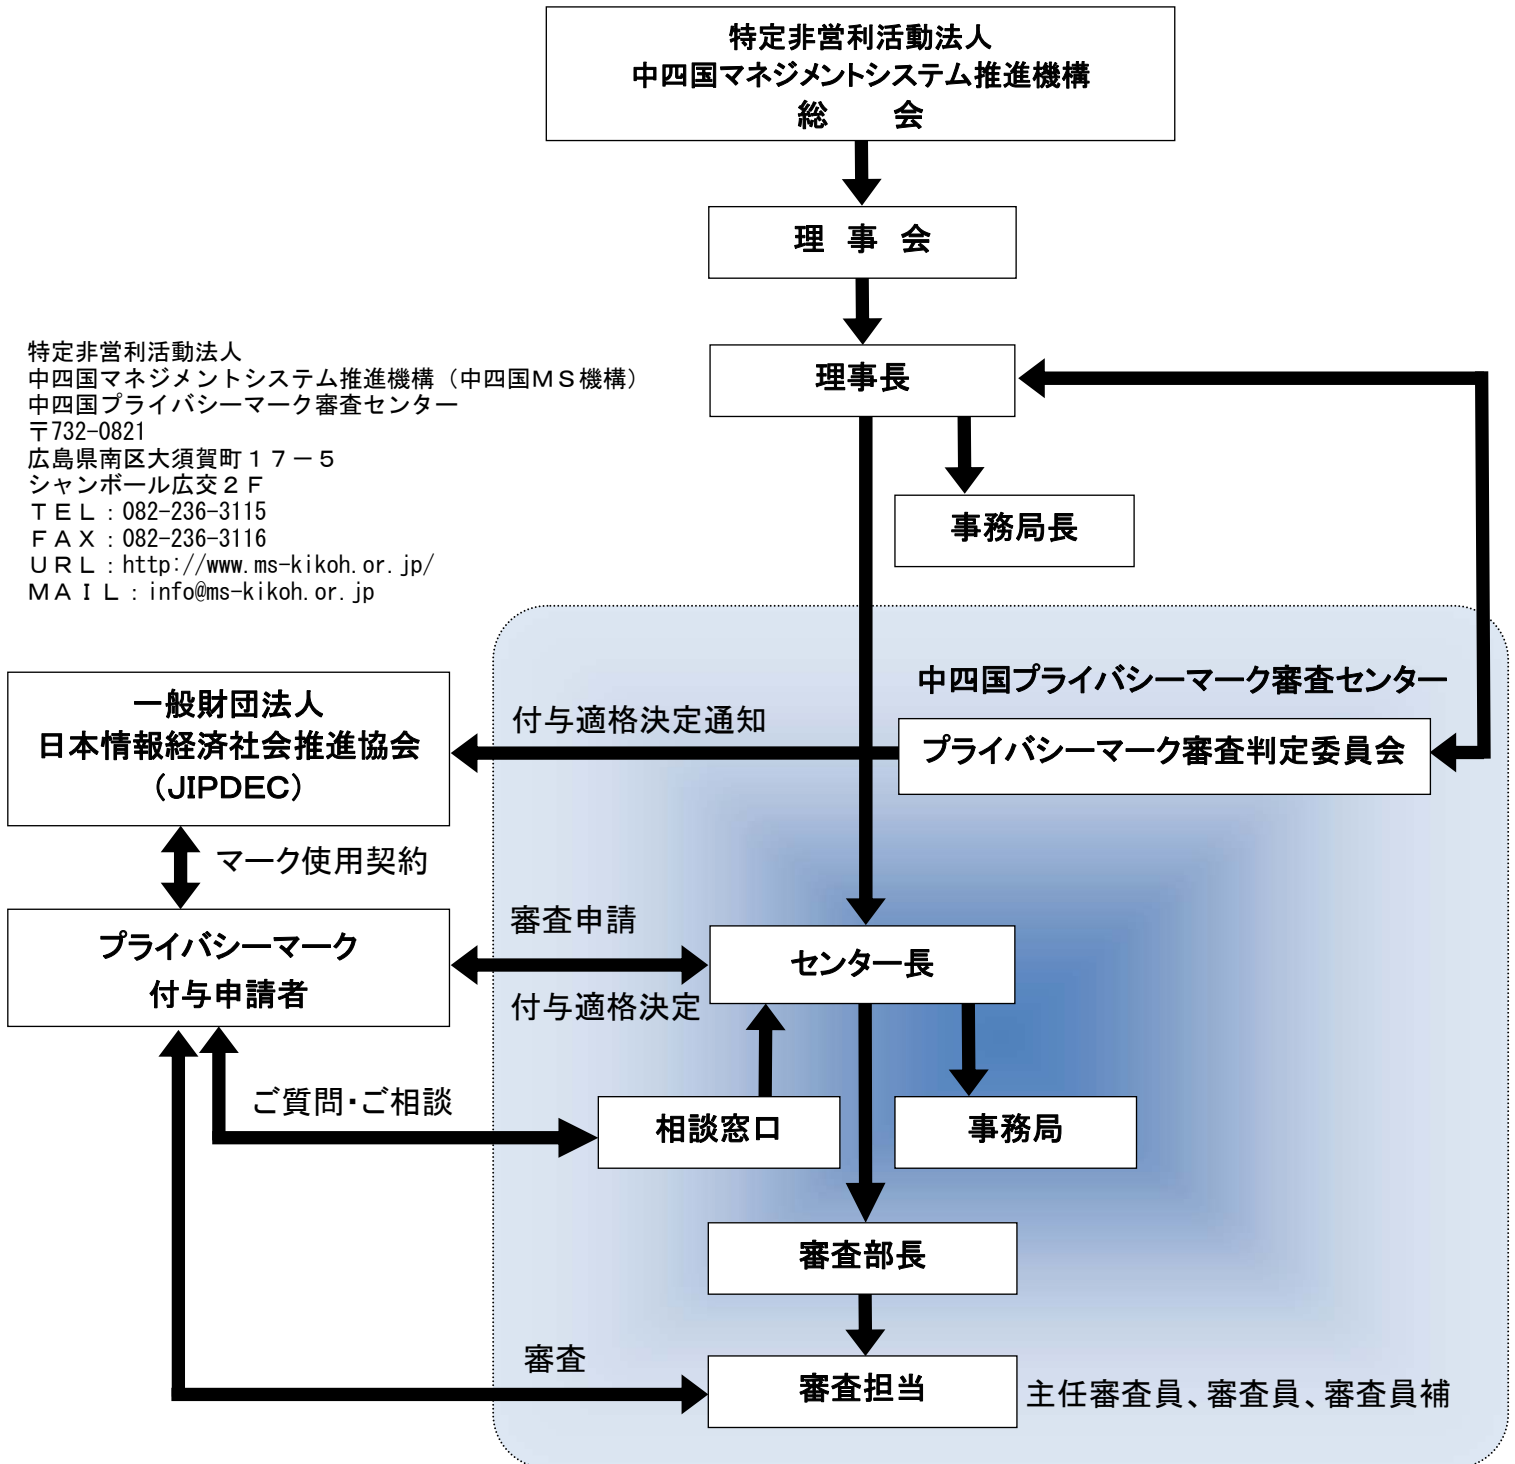 特定非営利活動法人
中四国マネジメントシステム推進機構
総　　会
理　事　会
理事長
事務局長
特定非営利活動法人
中四国マネジメントシステム推進機構（中四国ＭＳ機構）
中四国プライバシーマーク審査センター
〒732-0821
広島県南区大須賀町１７－５
シャンボール広交２Ｆ
ＴＥＬ：082-236-3115
ＦＡＸ：082-236-3116
ＵＲＬ：http://www.ms-kikoh.or.jp/
ＭＡＩＬ：info@ms-kikoh.or.jp
中四国プライバシーマーク審査センター
一般財団法人
日本情報経済社会推進協会
（JIPDEC）
付与適格決定通知
プライバシーマーク審査判定委員会
マーク使用契約
プライバシーマーク
付与申請者
審査申請
付与適格決定
センター長
ご質問・ご相談
相談窓口
事務局
審査部長
審査
審査担当
主任審査員、審査員、審査員補